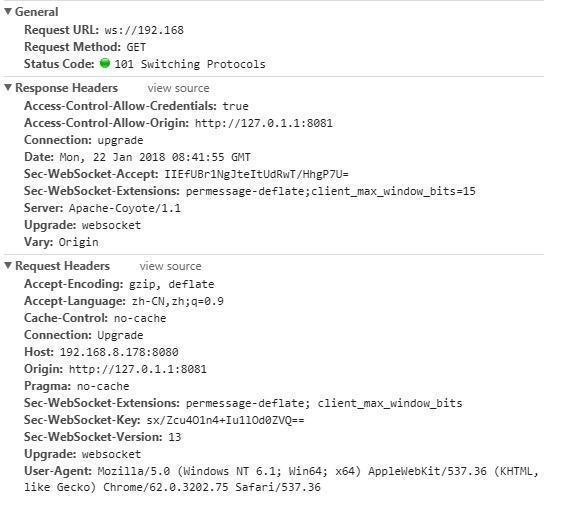 General
Request URL: ws://192.168
Request Method: GET
Status Code: 101 Switching Protocols
Response Headers view source
Access-Control-Allow-Credentials: true
Access-Control-Allow-Origin: http://127.0.1.1:8081
Connection: upgrade
Date: Mon, 22 Jan 2018 08:41:55 GMT
Sec-WebSocket-Accept: IIEfUBr1NgJteItUdRwT/HhgP7U=
Sec-WebSocket-Extensions: permessage-deflate;client_max_window_bits=15
Server: Apache-Coyote/1.1
Upgrade: websocket
Vary: Origin
Request Headers view source
Accept-Encoding: gzip, deflate
Accept-Language: zh-CN,zh;q=0.9
Cache-Control: no-cache
Connection: Upgrade
Host: 192.168.8.178:8080
Origin: http://127.0.1.1:8081
Pragma: no-cache
Sec-WebSocket-Extensions: permessage-deflate; client_max_window_bits
Sec-WebSocket-Key: sx/Zcu4O1n4+Iu1lOd0ZVQ==
Sec-WebSocket-Version: 13
Upgrade: websocket
User-Agent: Mozilla/5.0 (Windows NT 6.1; Win64; x64) AppleWebKit/537.36 (KHTML,
like Gecko) Chrome/62.0.3202.75 Safari/537.36